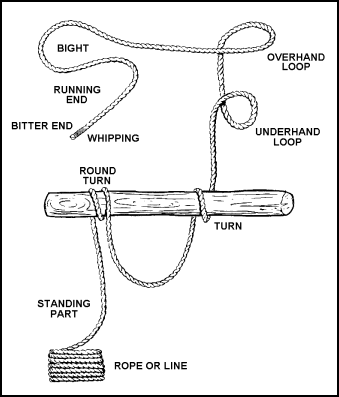 BIGHT
OVERHAND
LOOP
RUNNING
END
BITTER END
WHIPPING
UNDERHAND
LOOP
ROUND
TURN
TURN
STANDING
PART
ROPE OR LINE